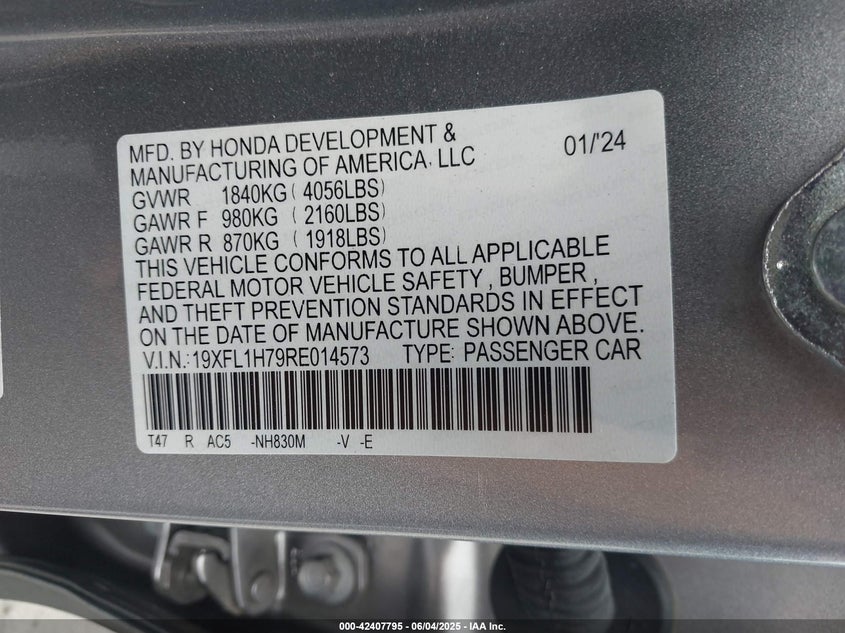 MFD. BY HONDA DEVELOPMENT &
MANUFACTURING OF AMERICA, LLC 01/'24
GVWR 1840KG ( 4056LBS)
GAWR F 980KG ( 2160LBS)
GAWR R 870KG ( 1918LBS)
THIS VEHICLE CONFORMS TO ALL APPLICABLE
FEDERAL MOTOR VEHICLE SAFETY , BUMPER ,
AND THEFT PREVENTION STANDARDS IN EFFECT
ON THE DATE OF MANUFACTURE SHOWN ABOVE.
V.I.N.:19XFL1H79RE014573 TYPE: PASSENGER CAR
T47 R AC5 -NH830M -V -E
000-42407795 - 06/04/2025 - IAA Inc.